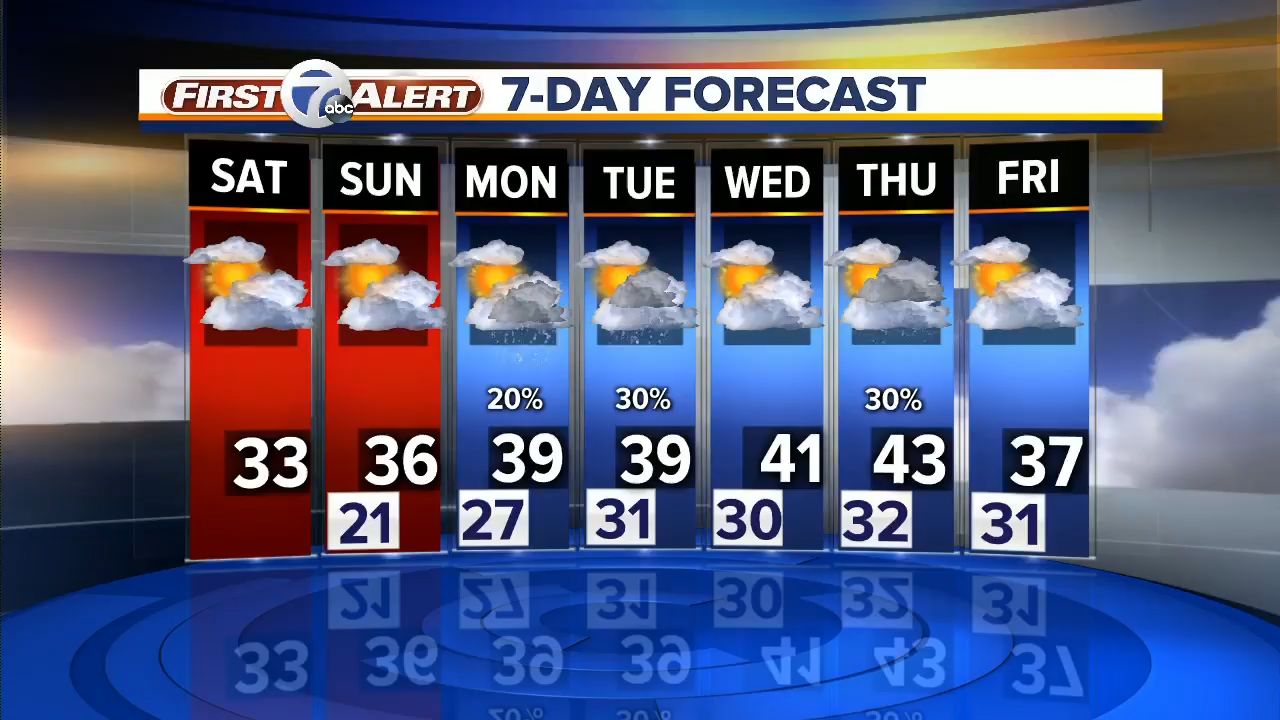 FIRST 7 abc ALERT 7-DAY FORECAST
SAT SUN MON TUE WED THU FRI
20% 30% 30%
33 36 39 39 41 43 37
21 27 31 30 32 31